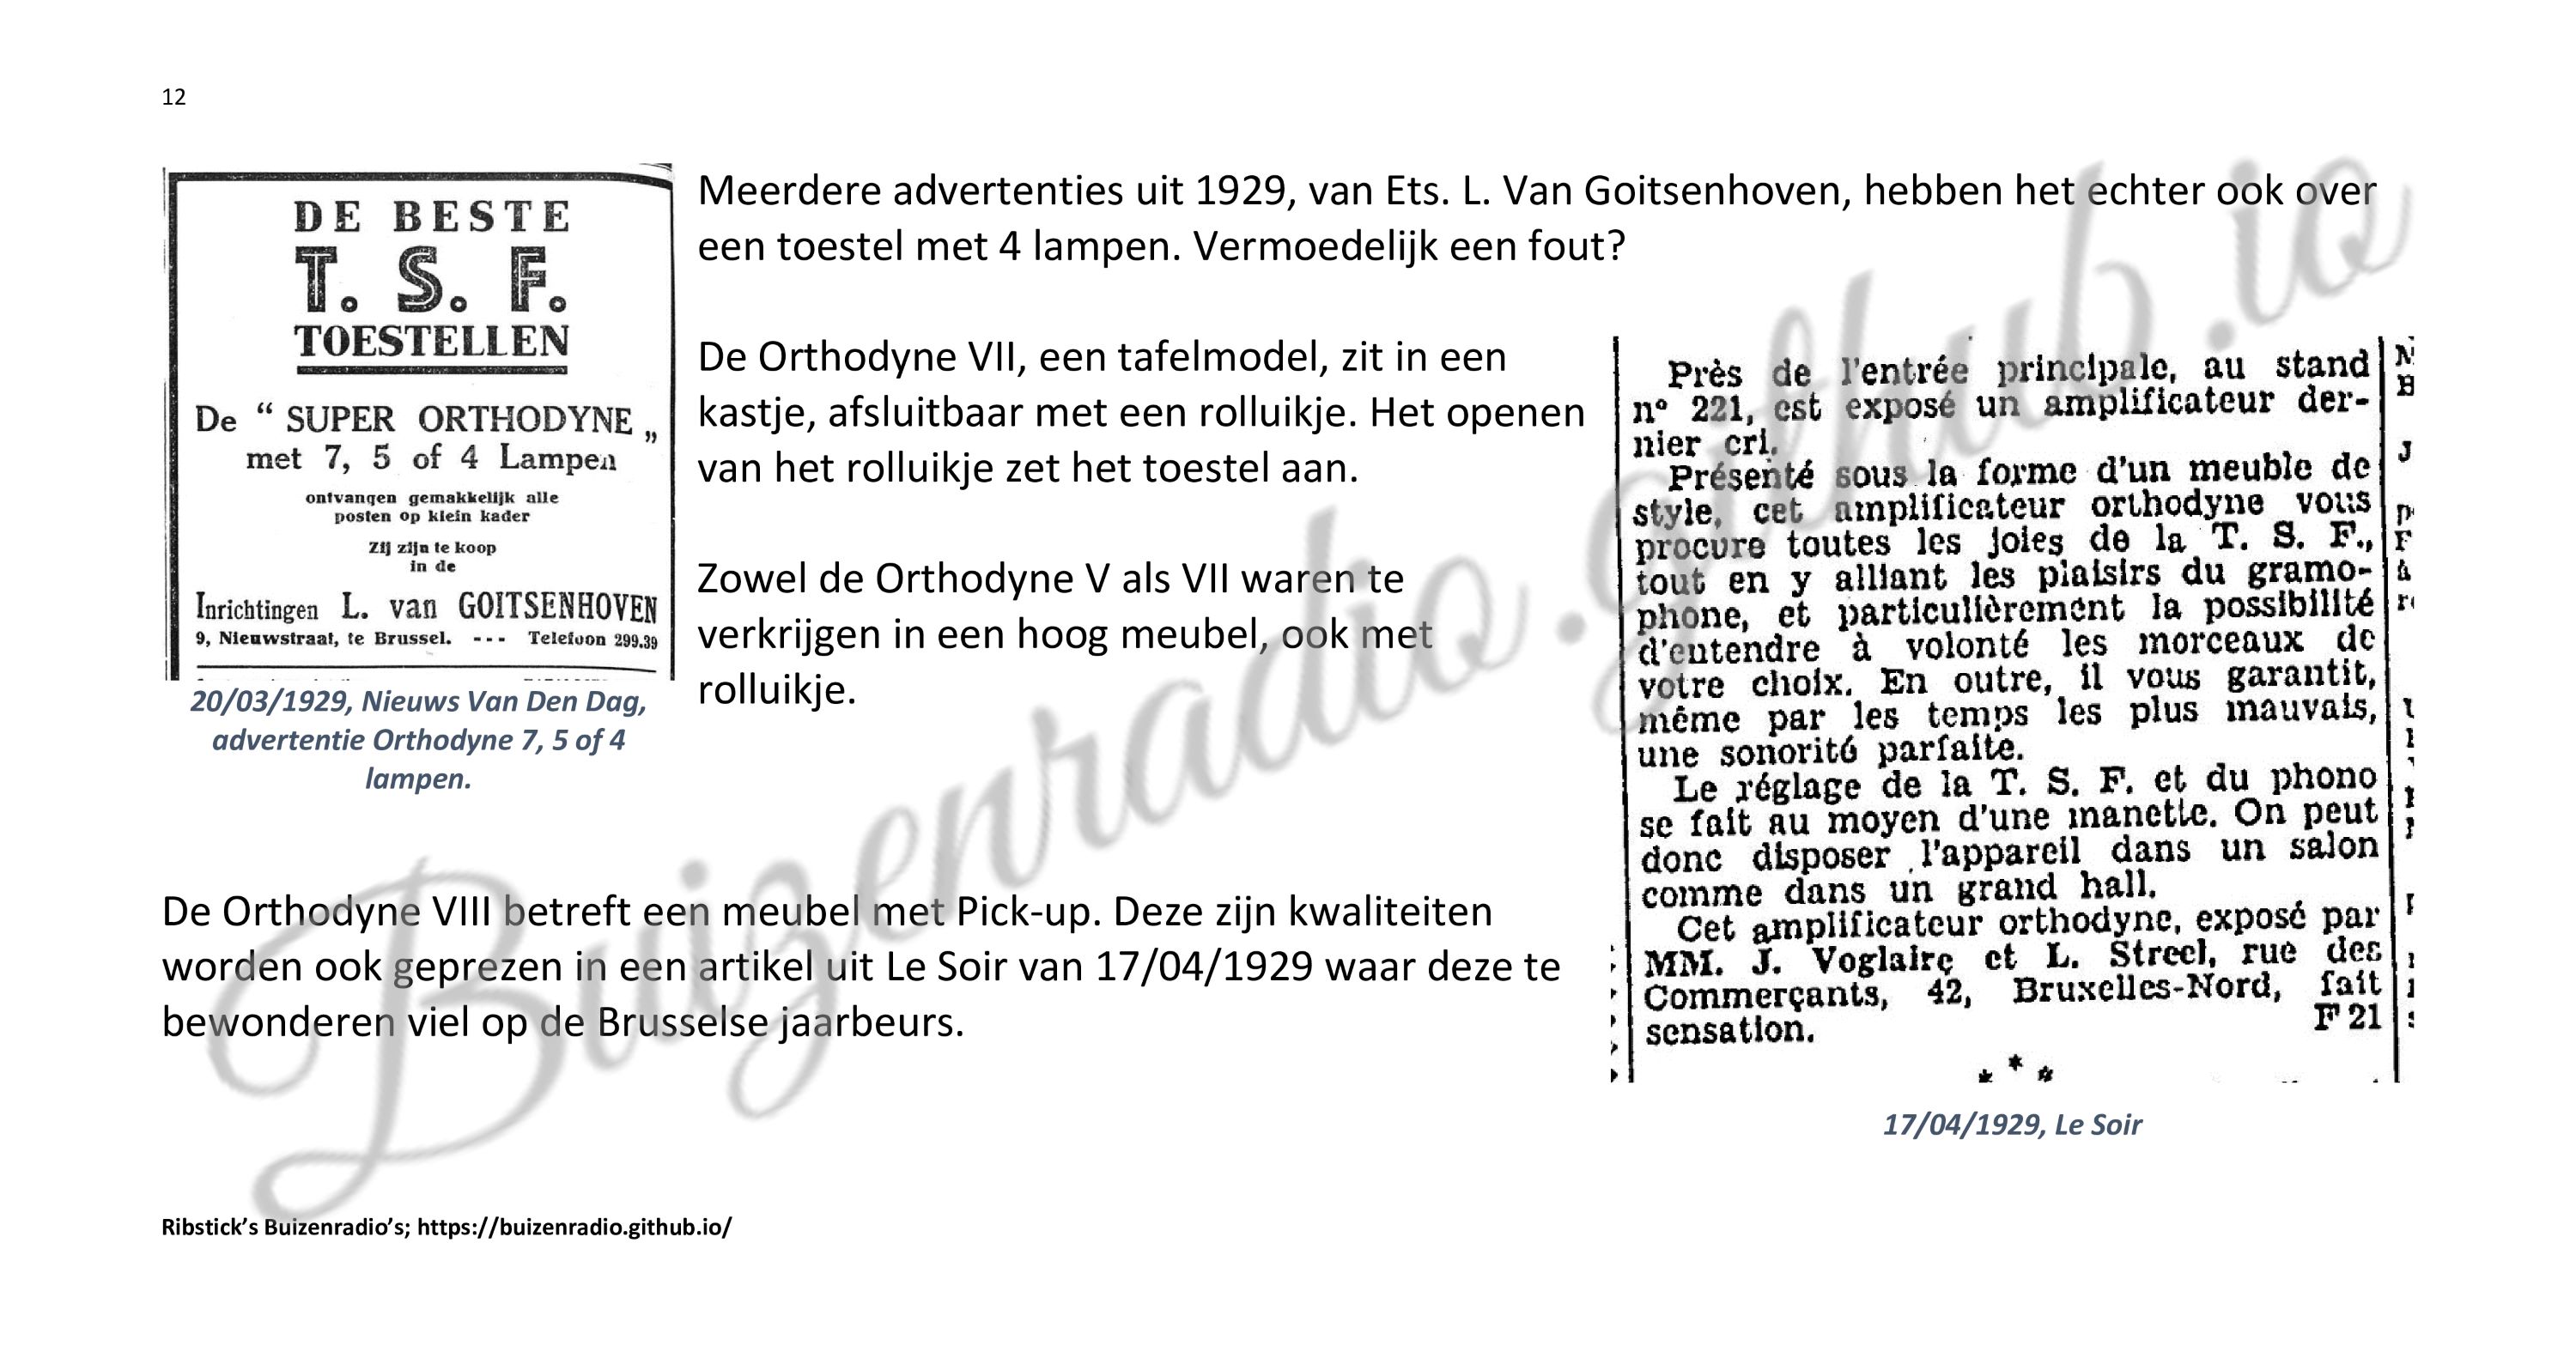 12
DE BESTE
T. S. F.
TOESTELLEN
De “ SUPER ORTHODYNE „
met 7, 5 of 4 Lampen
ontvangen gemakkelijk alle
posten op klein kader
Zij zijn te koop
in de
Inrichtingen L. van GOITSENHOVEN
9, Nieuwstraat, te Brussel. --- Telefoon 299.39
20/03/1929, Nieuws Van Den Dag,
advertentie Orthodyne 7, 5 of 4
lampen.
Meerdere advertenties uit 1929, van Ets. L. Van Goitsenhoven, hebben het echter ook over
een toestel met 4 lampen. Vermoedelijk een fout?
De Orthodyne VII, een tafelmodel, zit in een
kastje, afsluitbaar met een rolluikje. Het openen
van het rolluikje zet het toestel aan.
Zowel de Orthodyne V als VII waren te
verkrijgen in een hoog meubel, ook met
rolluikje.
De Orthodyne VIII betreft een meubel met Pick-up. Deze zijn kwaliteiten
worden ook geprezen in een artikel uit Le Soir van 17/04/1929 waar deze te
bewonderen viel op de Brusselse jaarbeurs.
Près de l'entrée principale, au stand
n° 221, est exposé un amplificateur der-
nier cri.
Présenté sous la forme d'un meuble de
style, cet amplificateur orthodyne vous
procure toutes les joies de la T. S. F.,
tout en y alliant les plaisirs du gramo-
phone, et particulièrement la possibilité
d'entendre à volonté les morceaux de
votre choix. En outre, il vous garantit,
même par les temps les plus mauvais,
une sonorité parfaite.
Le réglage de la T. S. F. et du phono
se fait au moyen d'une manette. On peut
donc disposer l'appareil dans un salon
comme dans un grand hall.
Cet amplificateur orthodyne, exposé par
MM. J. Voglaire et L. Streel, rue des
Commerçants, 42, Bruxelles-Nord, fait
sensation. F 21
17/04/1929, Le Soir
Buizenradio.github.io
Ribstick’s Buizenradio’s; https://buizenradio.github.io/